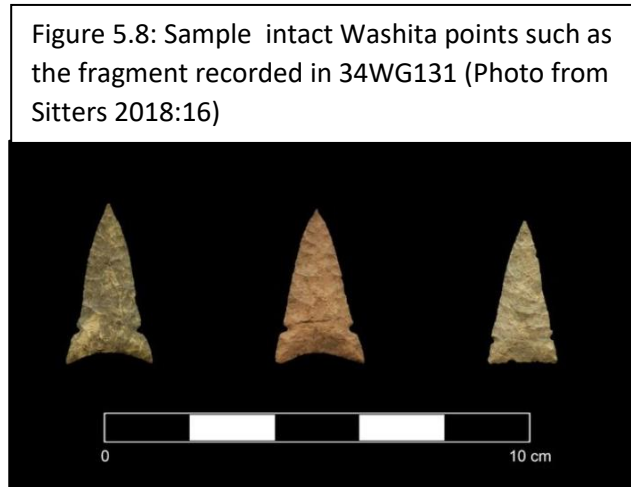 Figure 5.8: Sample  intact Washita points such as
the fragment recorded in 34WG131 (Photo from
Sitters 2018:16)
0
10 cm